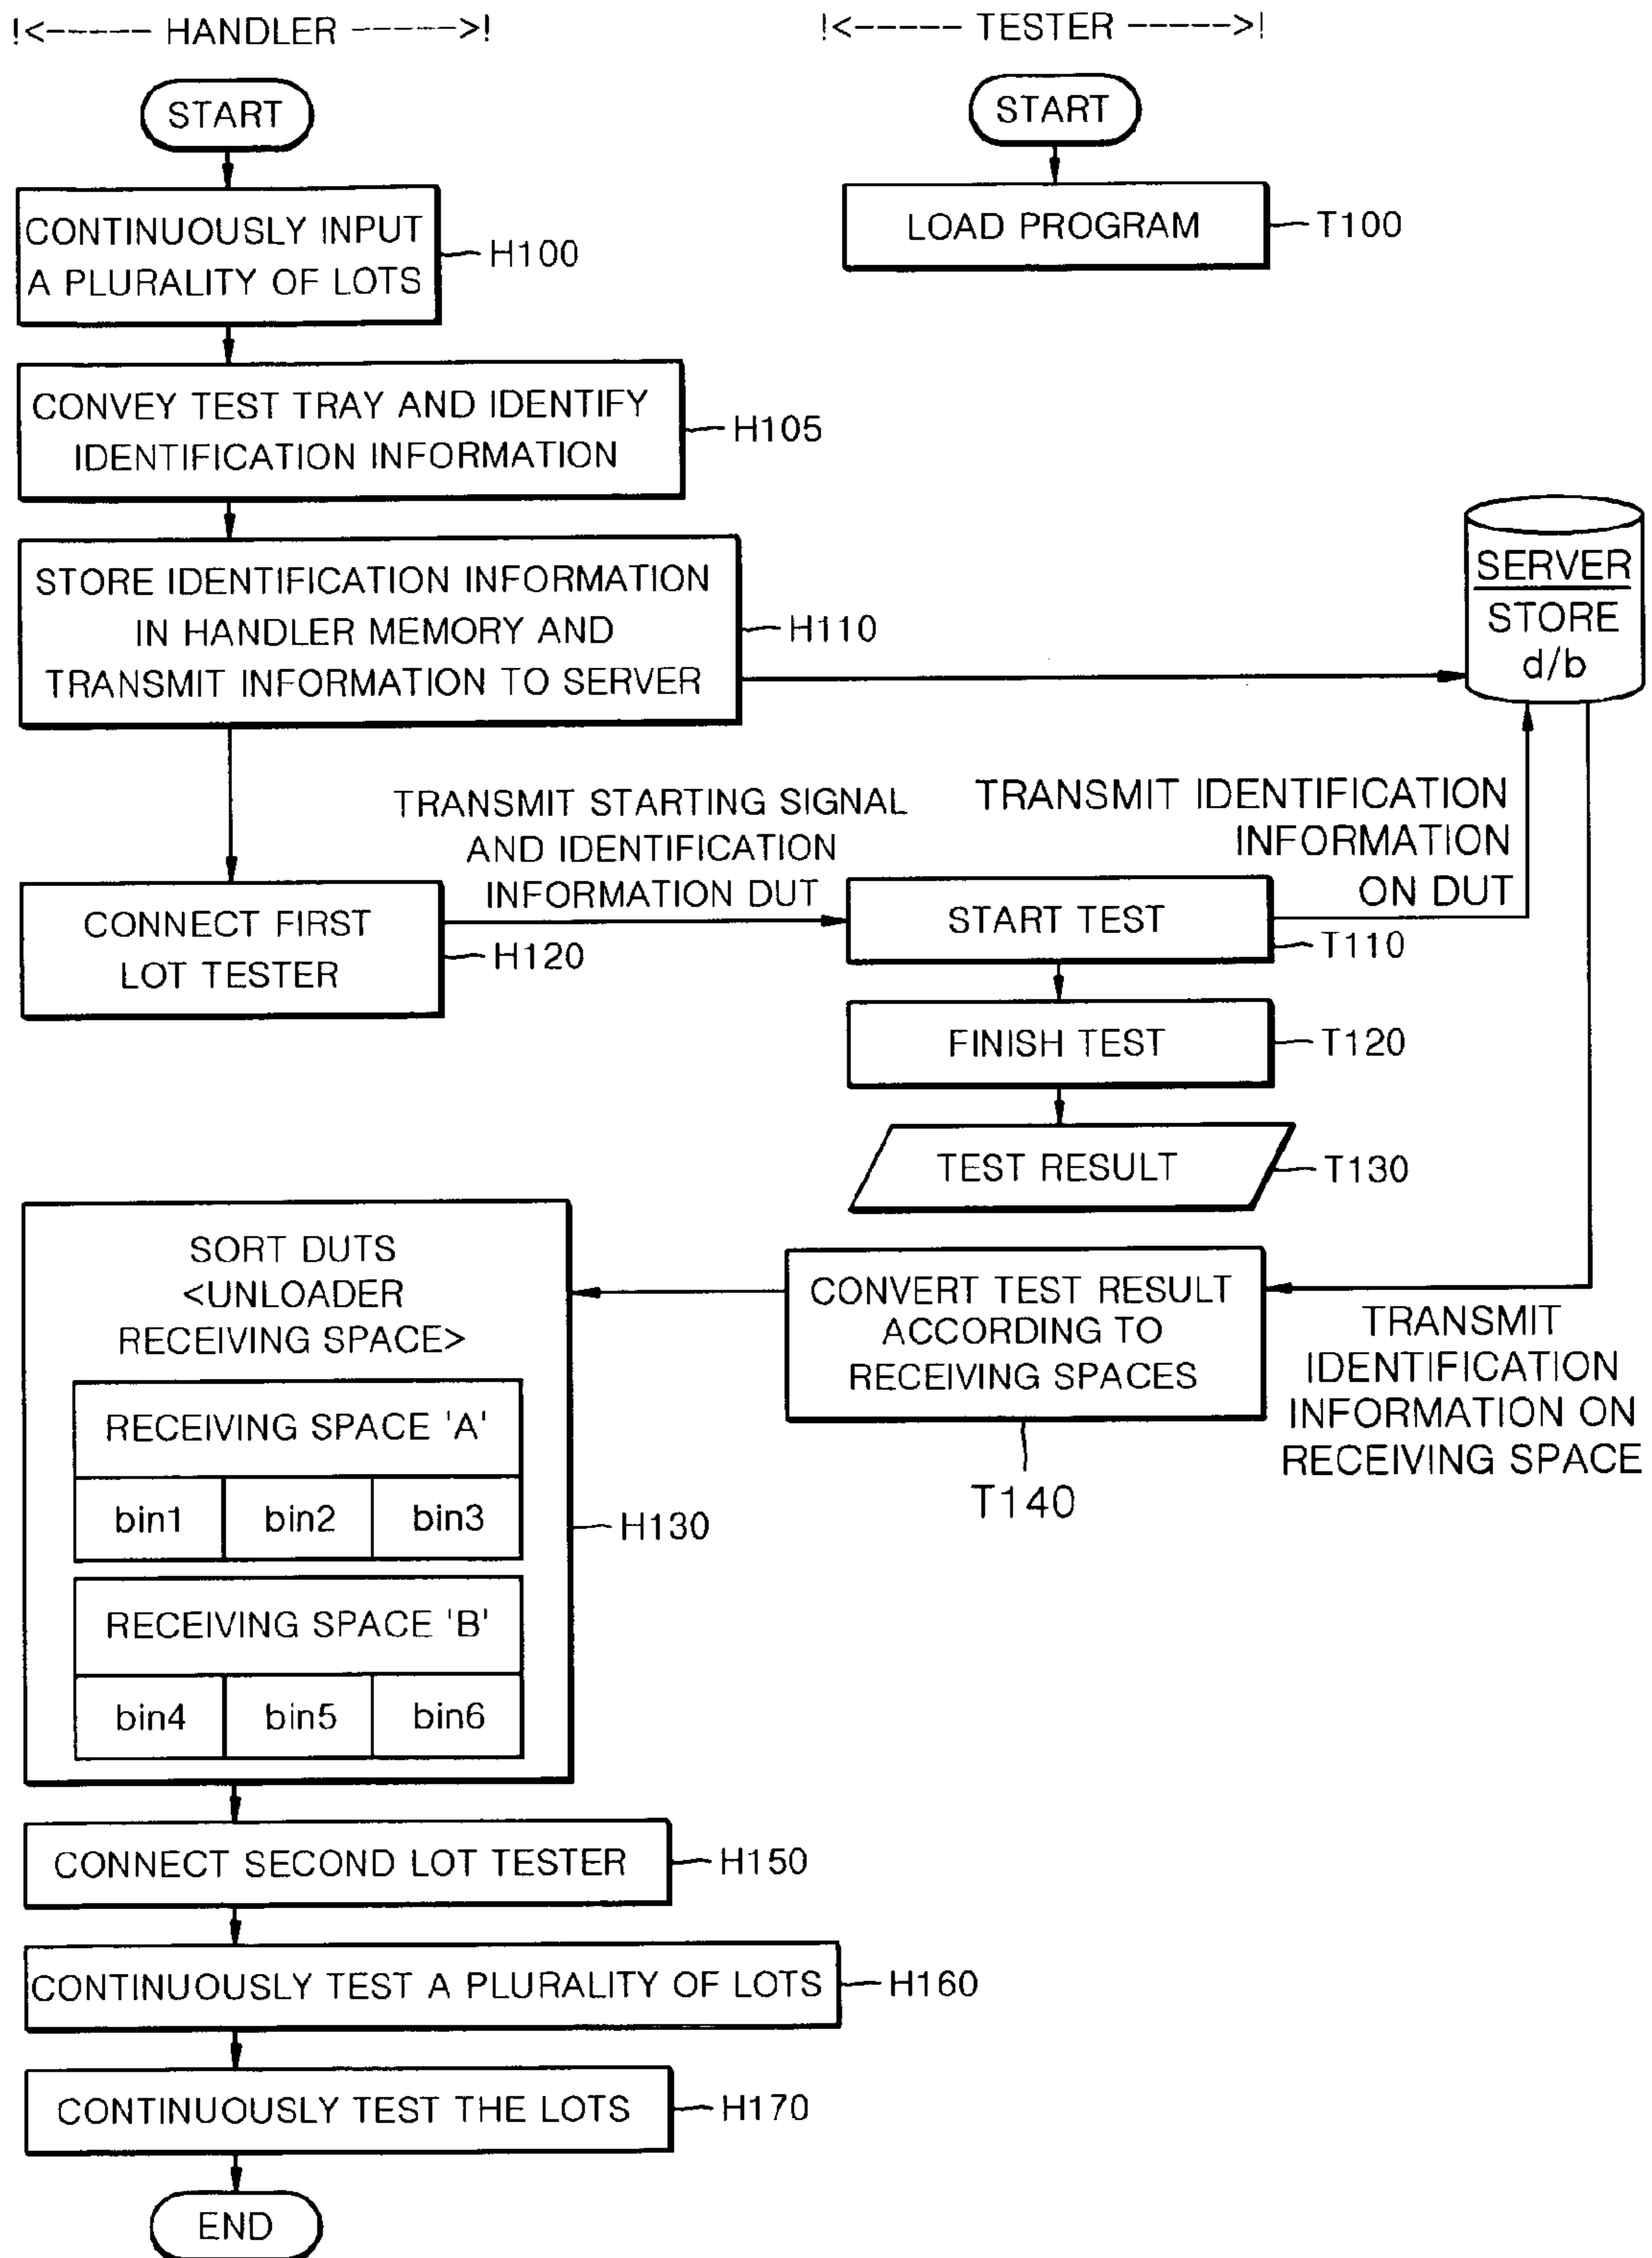 !<----- HANDLER ----->!
!<----- TESTER ----->!
START
START
CONTINUOUSLY INPUT
A PLURALITY OF LOTS
H100
LOAD PROGRAM
T100
CONVEY TEST TRAY AND IDENTIFY
IDENTIFICATION INFORMATION
H105
STORE IDENTIFICATION INFORMATION
IN HANDLER MEMORY AND
TRANSMIT INFORMATION TO SERVER
H110
SERVER
STORE
d/b
TRANSMIT STARTING SIGNAL
AND IDENTIFICATION
INFORMATION DUT
TRANSMIT IDENTIFICATION
INFORMATION
ON DUT
CONNECT FIRST
LOT TESTER
H120
START TEST
T110
FINISH TEST
T120
TEST RESULT
T130
SORT DUTS
<UNLOADER
RECEIVING SPACE>
RECEIVING SPACE 'A'
bin1 bin2 bin3
RECEIVING SPACE 'B'
bin4 bin5 bin6
H130
CONVERT TEST RESULT
ACCORDING TO
RECEIVING SPACES
T140
TRANSMIT
IDENTIFICATION
INFORMATION ON
RECEIVING SPACE
CONNECT SECOND LOT TESTER
H150
CONTINUOUSLY TEST A PLURALITY OF LOTS
H160
CONTINUOUSLY TEST THE LOTS
H170
END